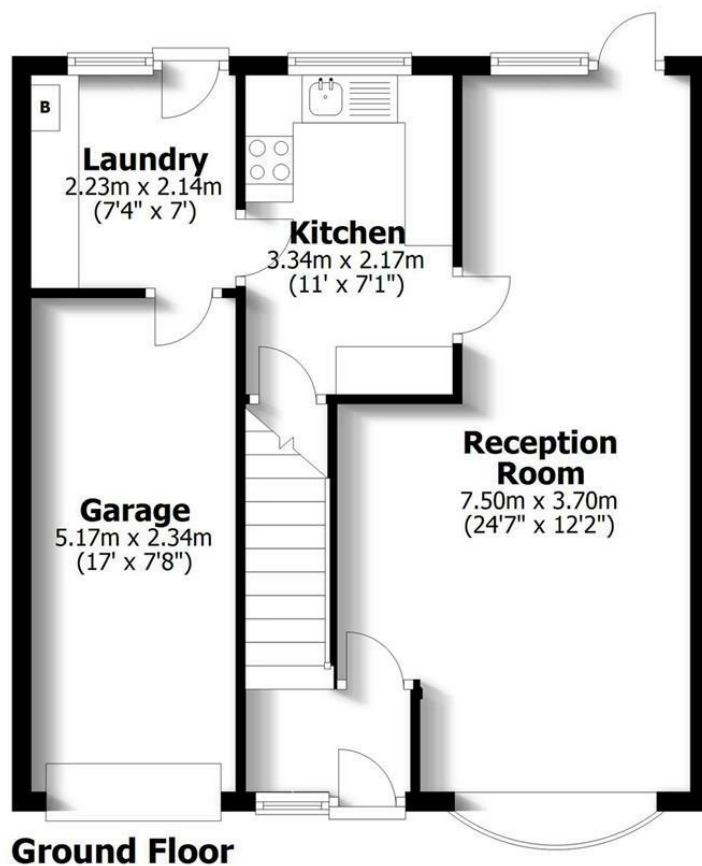 B
Laundry
2.23m x 2.14m
(7'4" x 7')
Kitchen
3.34m x 2.17m
(11' x 7'1")
Reception
Room
7.50m x 3.70m
(24'7" x 12'2")
Garage
5.17m x 2.34m
(17' x 7'8")
Ground Floor